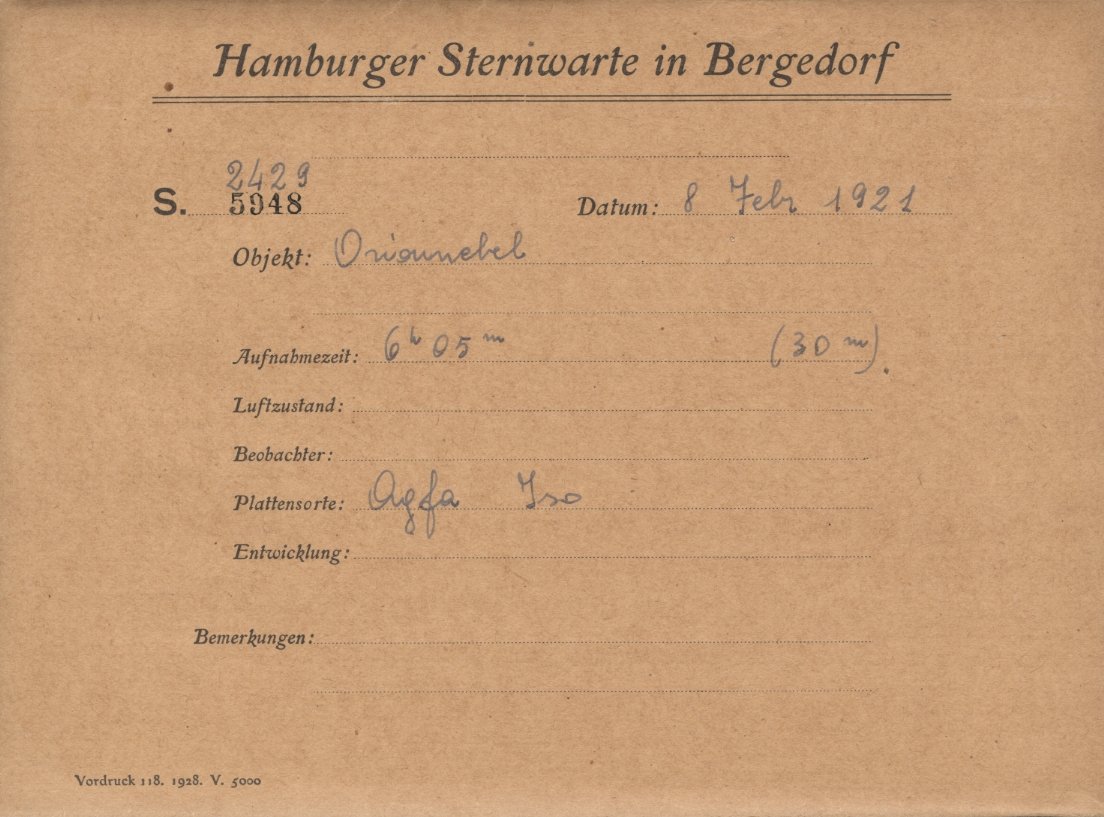 Hamburger Sternwarte in Bergedorf
2429
S. 5948 Datum: 8 Febr 1921
Objekt: Orionnebel
Aufnahmezeit: 6h 05m (30m).
Luftzustand:
Beobachter:
Plattensorte: Agfa Iso
Entwicklung:
Bemerkungen:
Vordruck 118. 1928. V. 5000